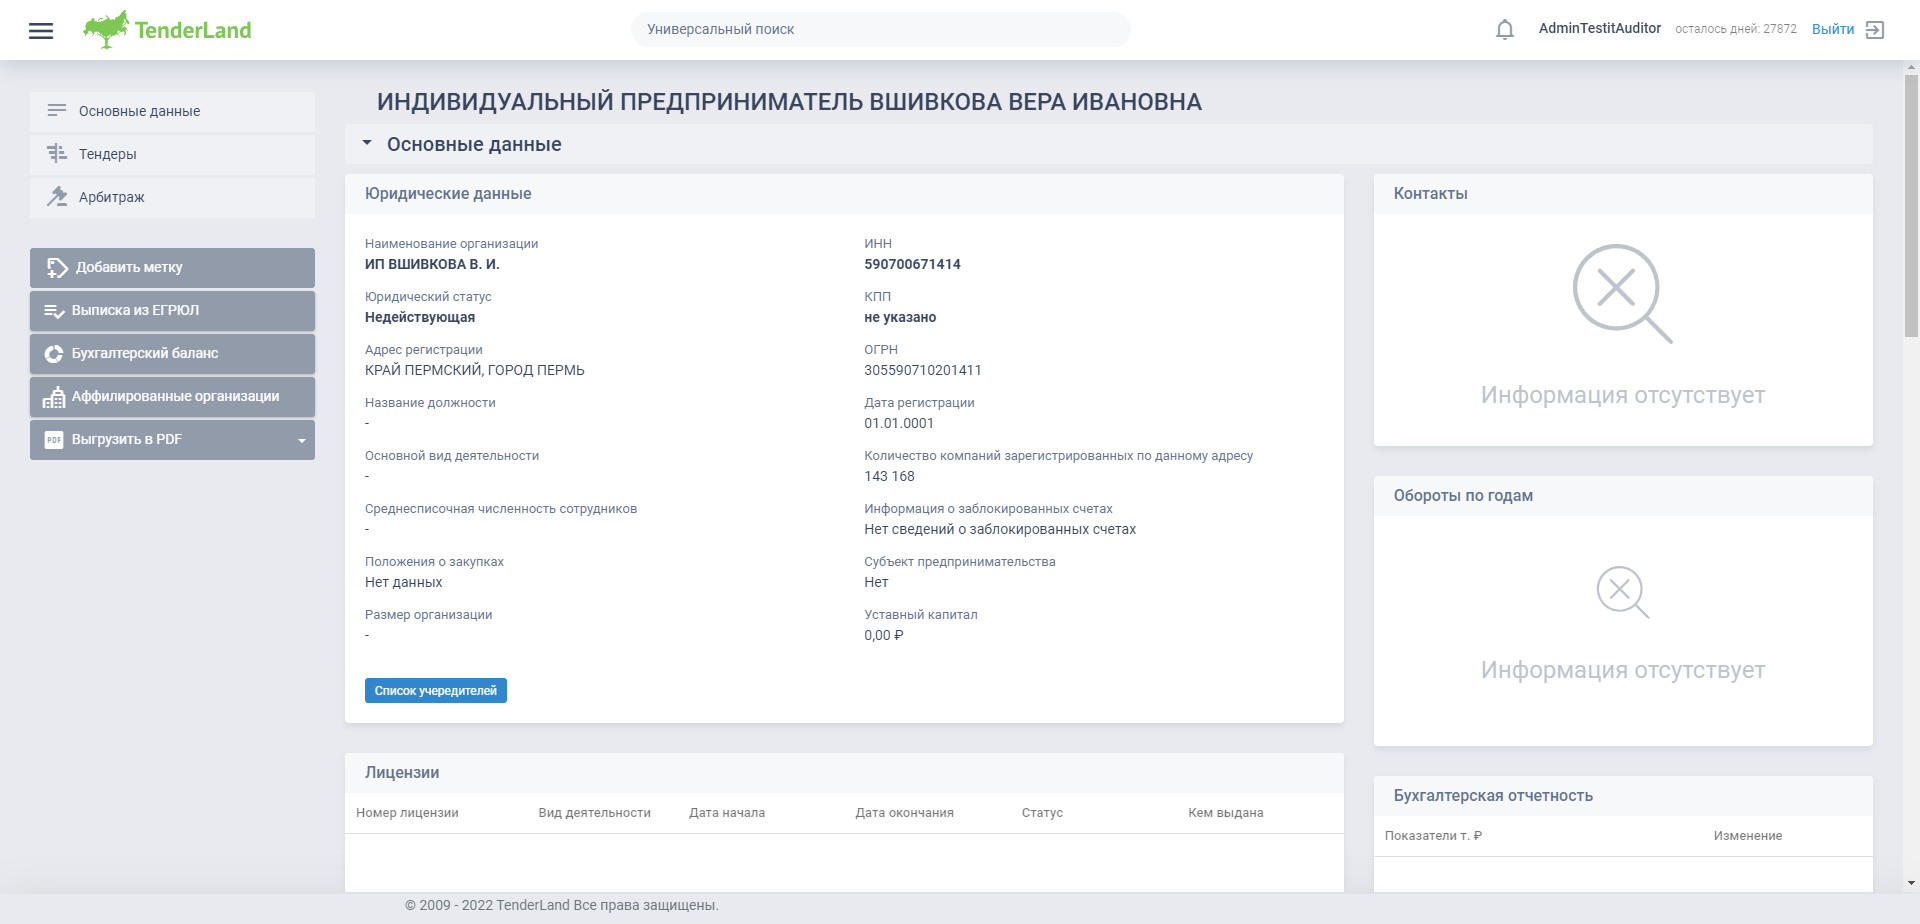 TenderLand
Универсальный поиск
AdminTestitAuditor
осталось дней: 27872
Выйти
Основные данные
Тендеры
Арбитраж
Добавить метку
Выписка из ЕГРЮЛ
Бухгалтерский баланс
Аффилированные организации
PDF Выгрузить в PDF
ИНДИВИДУАЛЬНЫЙ ПРЕДПРИНИМАТЕЛЬ ВШИВКОВА ВЕРА ИВАНОВНА
Основные данные
Юридические данные
Наименование организации
ИП ВШИВКОВА В. И.
Юридический статус
Недействующая
Адрес регистрации
КРАЙ ПЕРМСКИЙ, ГОРОД ПЕРМЬ
Название должности
-
Основной вид деятельности
-
Среднесписочная численность сотрудников
-
Положения о закупках
Нет данных
Размер организации
-
ИНН
590700671414
КПП
не указано
ОГРН
305590710201411
Дата регистрации
01.01.0001
Количество компаний зарегистрированных по данному адресу
143 168
Информация о заблокированных счетах
Нет сведений о заблокированных счетах
Субъект предпринимательства
Нет
Уставный капитал
0,00 ₽
Список учередителей
Лицензии
Номер лицензии Вид деятельности Дата начала Дата окончания Статус Кем выдана
Контакты
Информация отсутствует
Обороты по годам
Информация отсутствует
Бухгалтерская отчетность
Показатели т. ₽ Изменение
© 2009 - 2022 TenderLand Все права защищены.